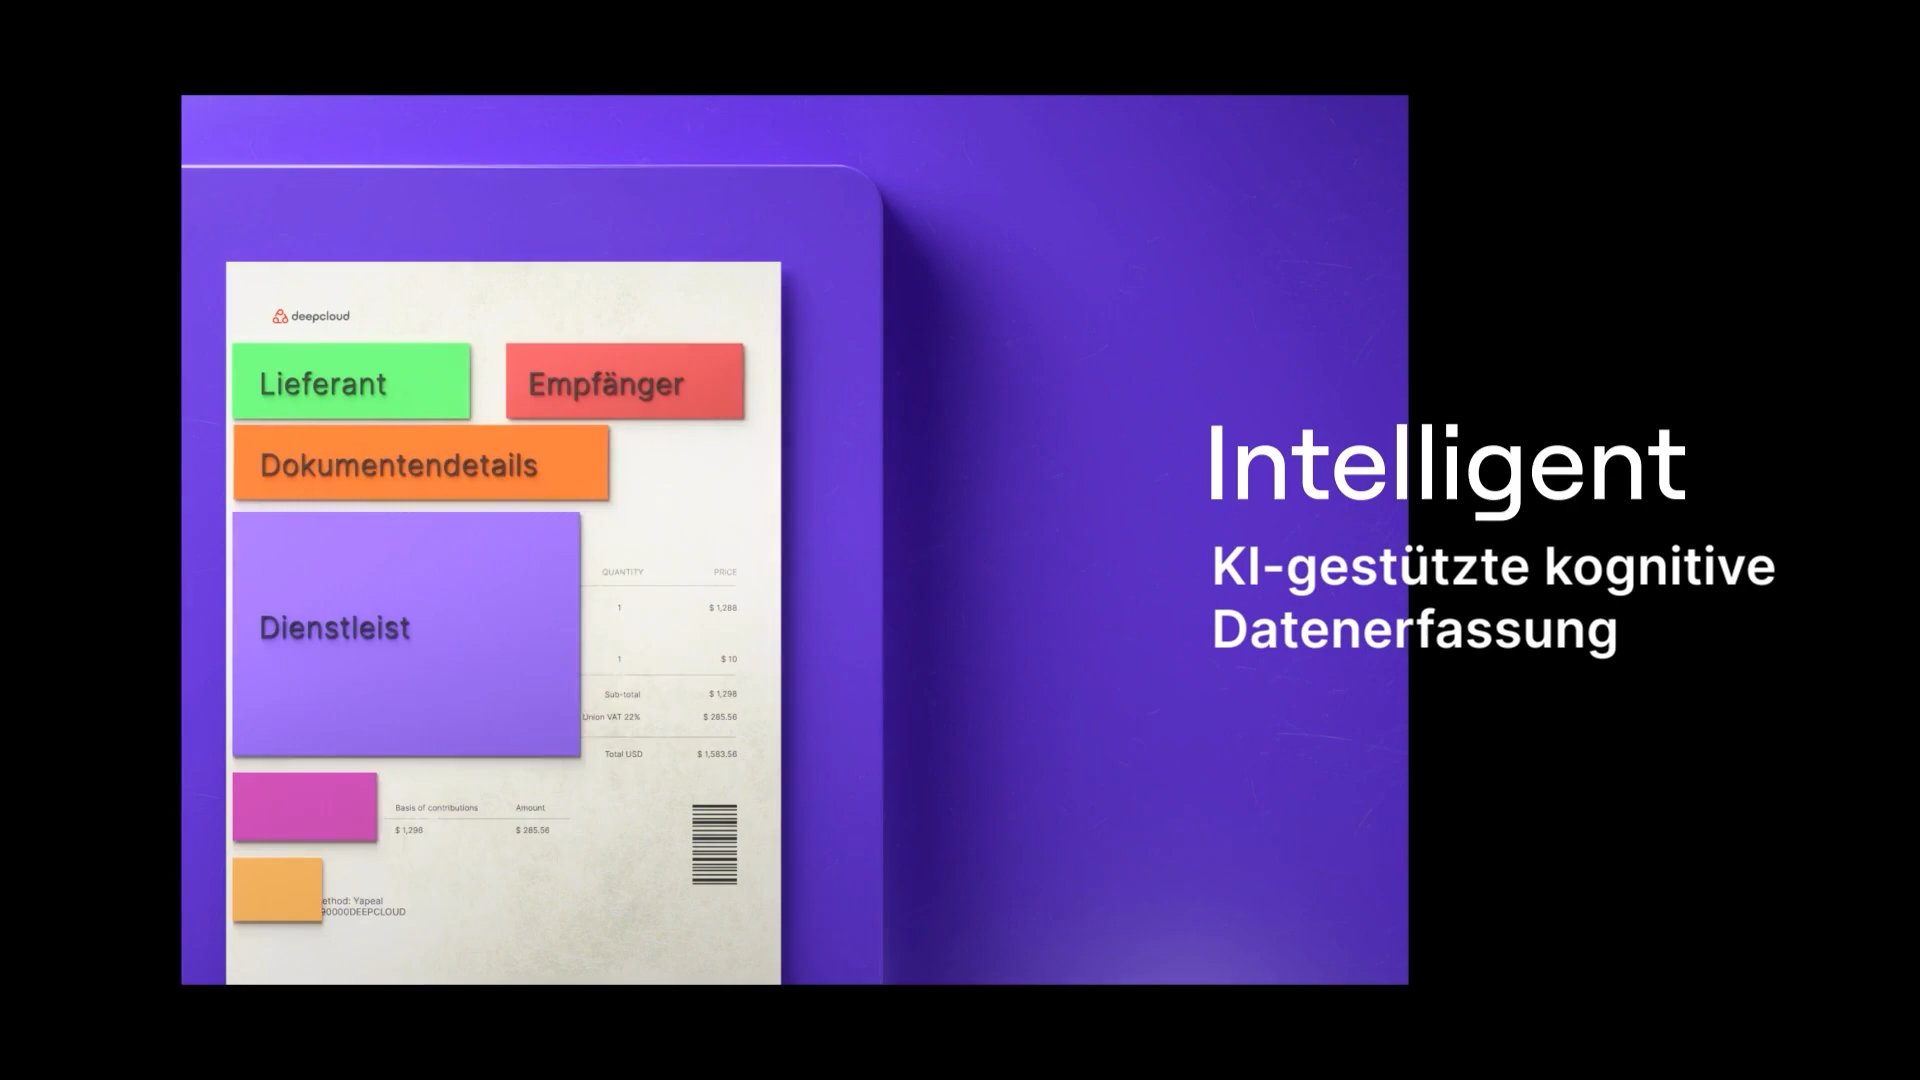 deepcloud
Lieferant
Empfänger
Dokumentendetails
Dienstleist
QUANTITY PRICE
1 $ 1,288
1 $ 10
Sub-total $ 1,298
Union VAT 22% $ 285.56
Total USD $ 1,583.56
Basis of contributions Amount
$ 1,298 $ 285.56
ethod: Yapeal
90000DEEPCLOUD
Intelligent
KI-gestützte kognitive
Datenerfassung